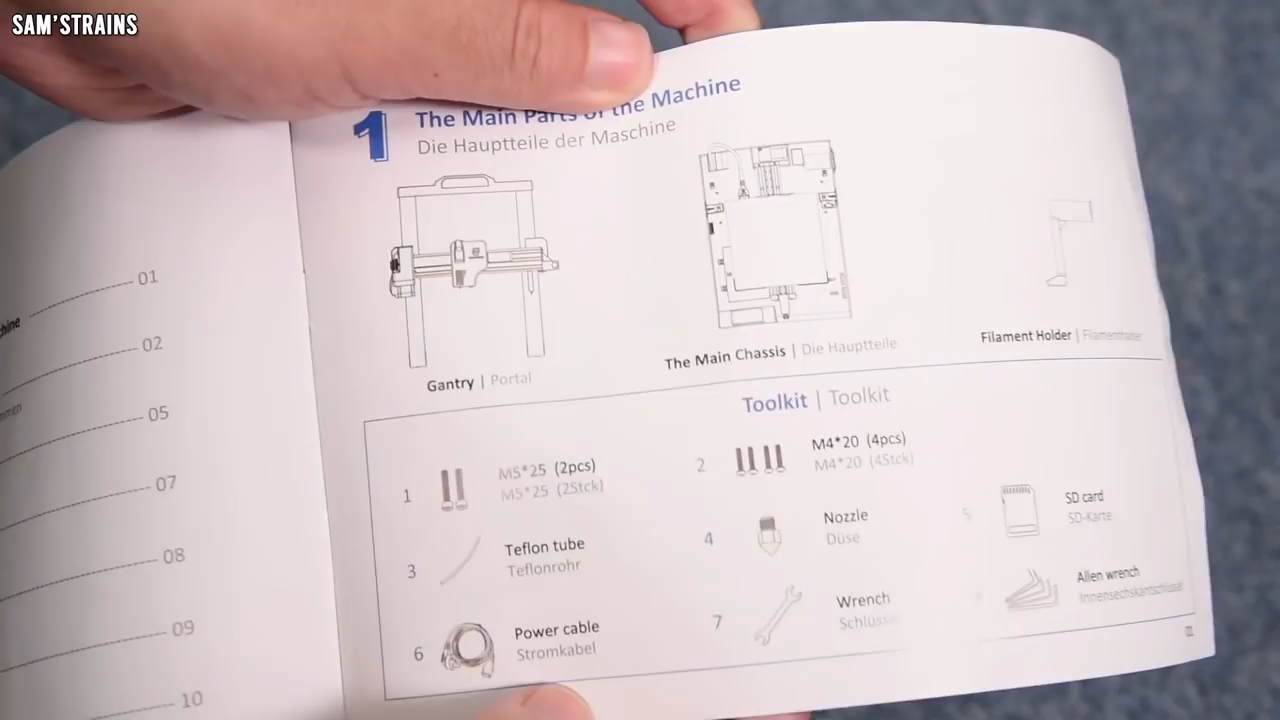 SAM'STRAINS
1
The Main Parts of the Machine
Die Hauptteile der Maschine
Gantry | Portal
The Main Chassis | Die Hauptteile
Filament Holder | Filamenthalter
Toolkit | Toolkit
1
M5*25 (2pcs)
M5*25 (2Stck)
2
M4*20 (4pcs)
M4*20 (4Stck)
3
Teflon tube
Teflonrohr
4
Nozzle
Düse
5
SD card
SD-Karte
6
Power cable
Stromkabel
7
Wrench
Allen wrench
Innensechskantschlüssel
01
02
05
07
08
09
10